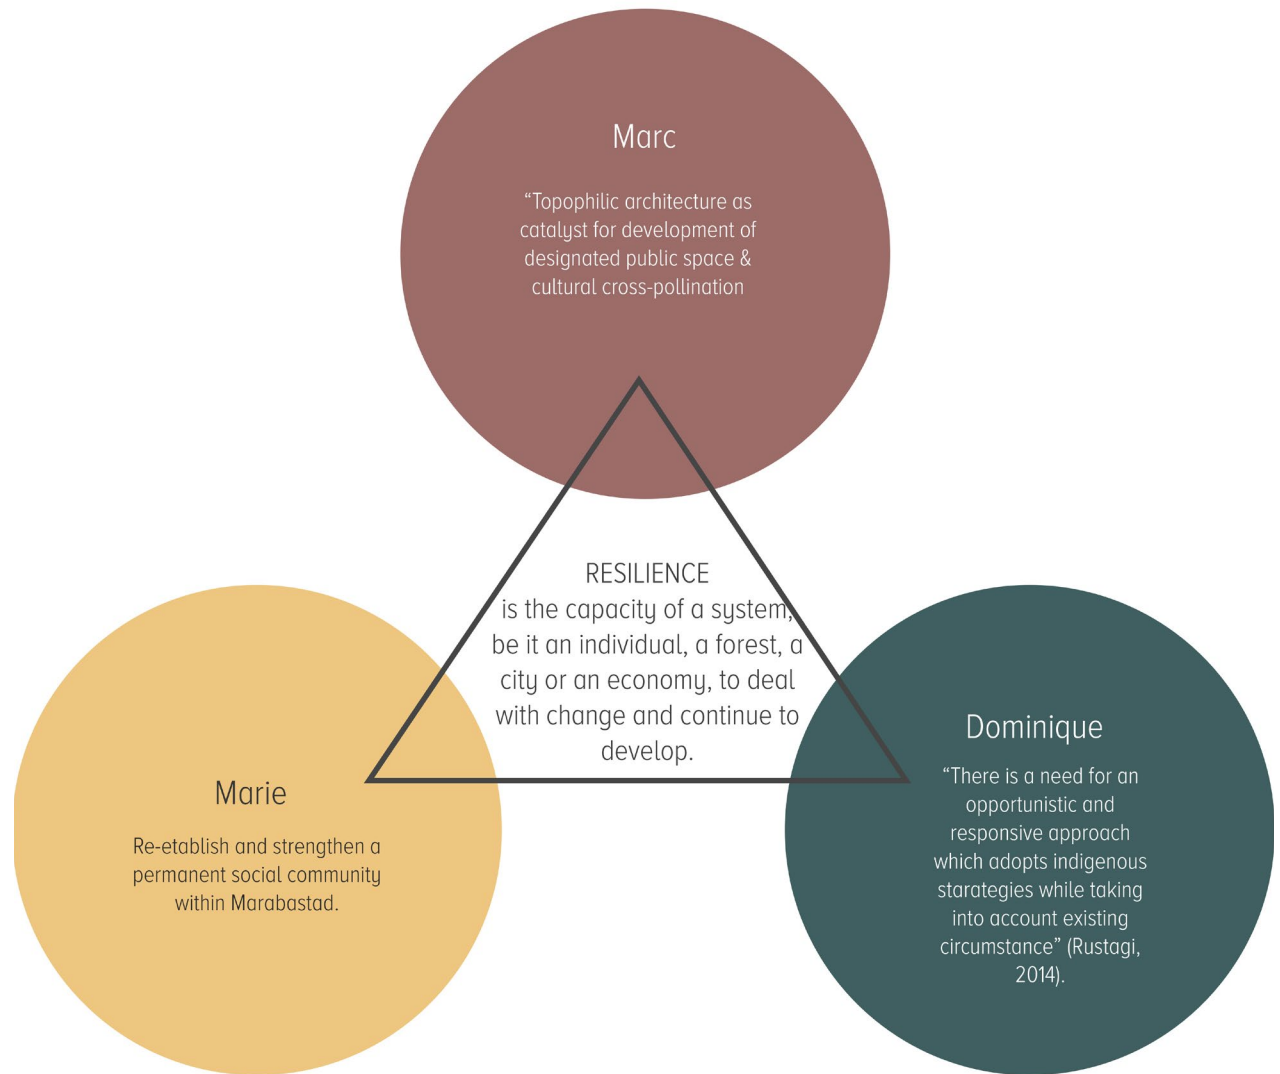 Marc
“Topophilic architecture as
catalyst for development of
designated public space &
cultural cross-pollination
RESILIENCE
is the capacity of a system,
be it an individual, a forest, a
city or an economy, to deal
with change and continue to
develop.
Marie
Re-etablish and strengthen a
permanent social community
within Marabastad.
Dominique
“There is a need for an
opportunistic and
responsive approach
which adopts indigenous
starategies while taking
into account existing
circumstance” (Rustagi,
2014).